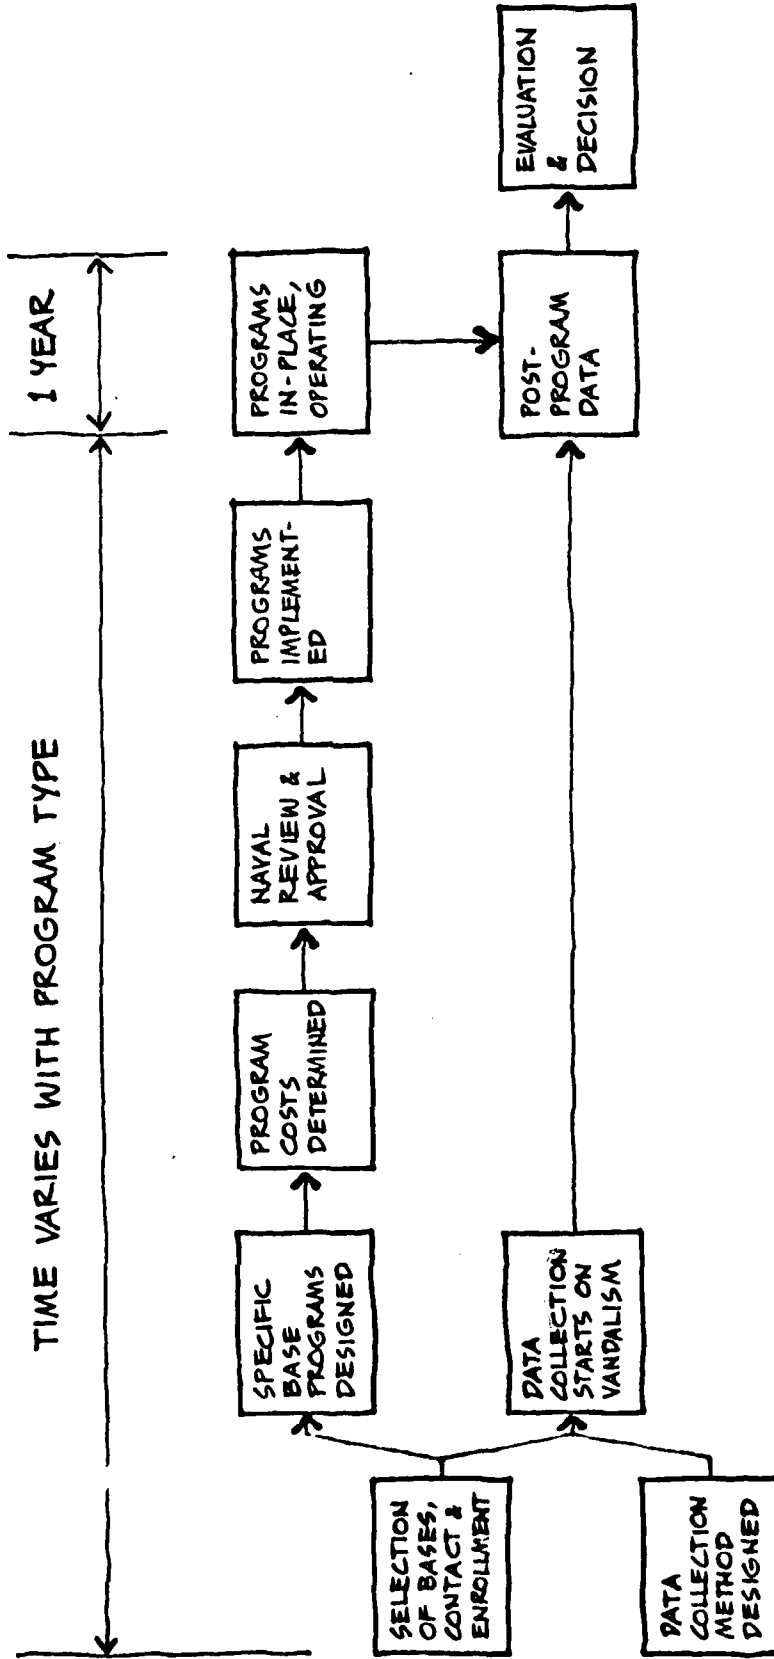 TIME VARIES WITH PROGRAM TYPE
1 YEAR
SELECTION
OF BASES,
CONTACT &
ENROLLMENT
DATA
COLLECTION
METHOD
DESIGNED
SPECIFIC
BASE
PROGRAMS
DESIGNED
DATA
COLLECTION
STARTS ON
VANDALISM
PROGRAM
COSTS
DETERMINED
NAVAL
REVIEW &
APPROVAL
PROGRAMS
IMPLEMENT-
ED
PROGRAMS
IN-PLACE,
OPERATING
POST-
PROGRAM
DATA
EVALUATION
&
DECISION